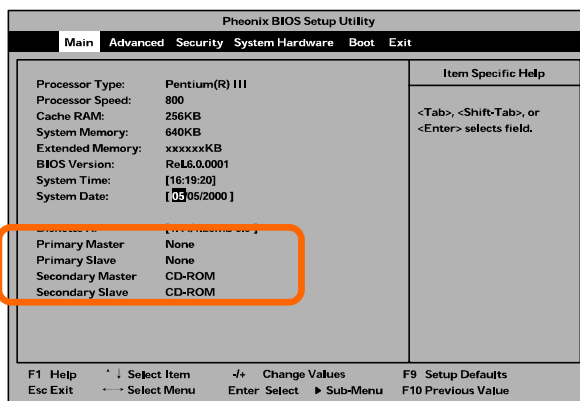 Pheonix BIOS Setup Utility
Main Advanced Security System Hardware Boot Exit
Item Specific Help
<Tab>, <Shift-Tab>, or
<Enter> selects field.
Processor Type: Pentium(R) III
Processor Speed: 800
Cache RAM: 256KB
System Memory: 640KB
Extended Memory: xxxxxxKB
BIOS Version: Rel.6.0.0001
System Time: [16:19:20]
System Date: [ 05/05/2000 ]
Primary Master None
Primary Slave None
Secondary Master CD-ROM
Secondary Slave CD-ROM
F1 Help ↑ ↓ Select Item -/+ Change Values F9 Setup Defaults
Esc Exit ←→ Select Menu Enter Select ▶ Sub-Menu F10 Previous Value